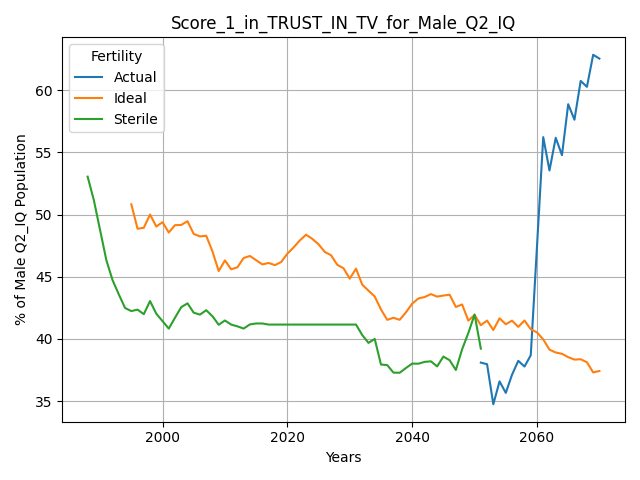 Score_1_in_TRUST_IN_TV_for_Male_Q2_IQ
Fertility
Actual
Ideal
Sterile
% of Male Q2_IQ Population
60
55
50
45
40
35
2000
2020
2040
2060
Years